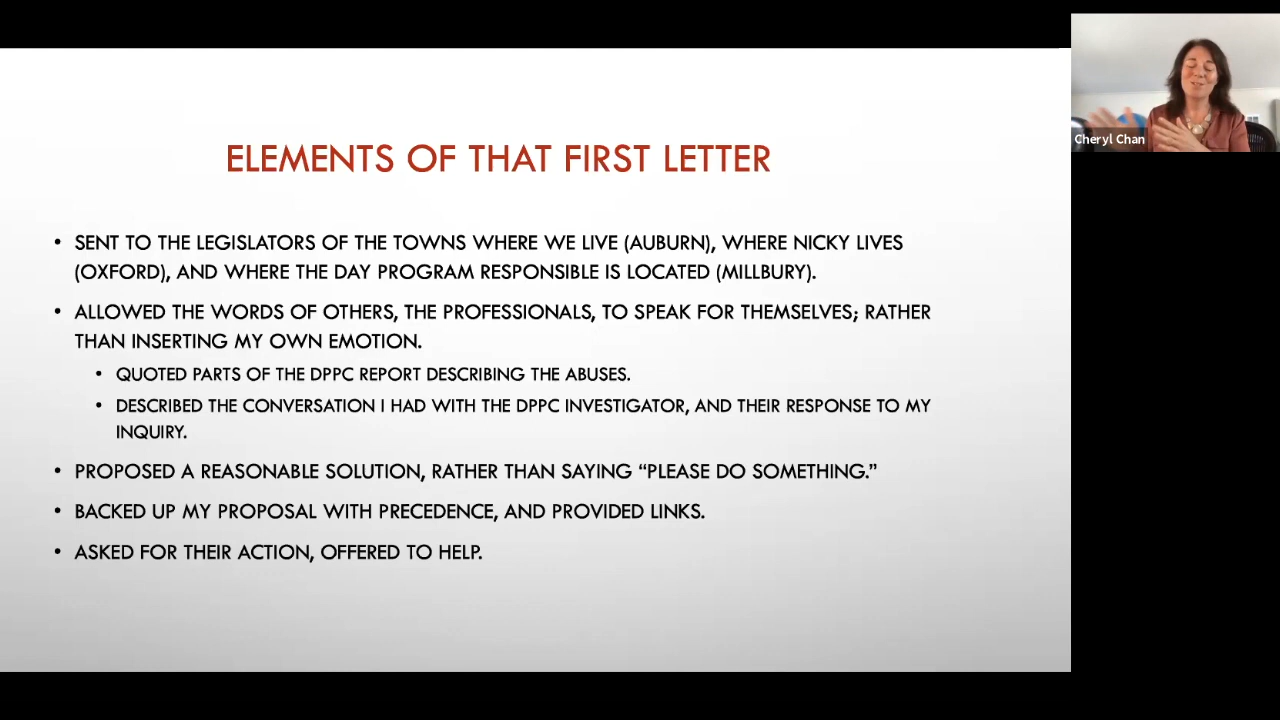 ELEMENTS OF THAT FIRST LETTER
• SENT TO THE LEGISLATORS OF THE TOWNS WHERE WE LIVE (AUBURN), WHERE NICKY LIVES
(OXFORD), AND WHERE THE DAY PROGRAM RESPONSIBLE IS LOCATED (MILLBURY).
• ALLOWED THE WORDS OF OTHERS, THE PROFESSIONALS, TO SPEAK FOR THEMSELVES; RATHER
THAN INSERTING MY OWN EMOTION.
• QUOTED PARTS OF THE DPPC REPORT DESCRIBING THE ABUSES.
• DESCRIBED THE CONVERSATION I HAD WITH THE DPPC INVESTIGATOR, AND THEIR RESPONSE TO MY
INQUIRY.
• PROPOSED A REASONABLE SOLUTION, RATHER THAN SAYING “PLEASE DO SOMETHING.”
• BACKED UP MY PROPOSAL WITH PRECEDENCE, AND PROVIDED LINKS.
• ASKED FOR THEIR ACTION, OFFERED TO HELP.
Cheryl Chan